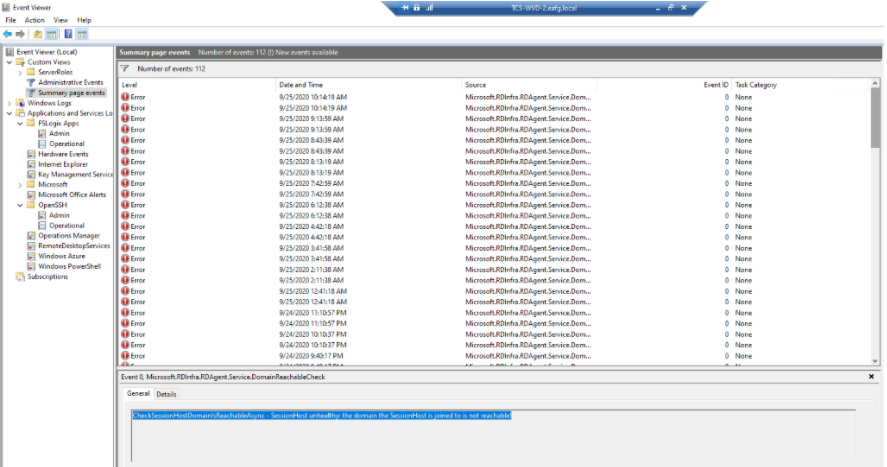 Event Viewer
TCS-WVD-2.eafg.local
File Action View Help
Event Viewer (Local)
Custom Views
ServerRoles
Administrative Events
Summary page events
Windows Logs
Applications and Services Lo
FSLogix Apps
Admin
Operational
Hardware Events
Internet Explorer
Key Management Service
Microsoft
Microsoft Office Alerts
OpenSSH
Admin
Operational
Operations Manager
RemoteDesktopServices
Windows Azure
Windows PowerShell
Subscriptions
Summary page events Number of events: 112 (!) New events available
Number of events: 112
Level Date and Time Source Event ID Task Category
Error 9/25/2020 10:14:19 AM Microsoft.RDInfra.RDAgent.Service.Dom... 0 None
Error 9/25/2020 10:14:19 AM Microsoft.RDInfra.RDAgent.Service.Dom... 0 None
Error 9/25/2020 9:13:59 AM Microsoft.RDInfra.RDAgent.Service.Dom... 0 None
Error 9/25/2020 9:13:59 AM Microsoft.RDInfra.RDAgent.Service.Dom... 0 None
Error 9/25/2020 8:43:39 AM Microsoft.RDInfra.RDAgent.Service.Dom... 0 None
Error 9/25/2020 8:43:39 AM Microsoft.RDInfra.RDAgent.Service.Dom... 0 None
Error 9/25/2020 8:13:19 AM Microsoft.RDInfra.RDAgent.Service.Dom... 0 None
Error 9/25/2020 8:13:19 AM Microsoft.RDInfra.RDAgent.Service.Dom... 0 None
Error 9/25/2020 7:42:59 AM Microsoft.RDInfra.RDAgent.Service.Dom... 0 None
Error 9/25/2020 7:42:59 AM Microsoft.RDInfra.RDAgent.Service.Dom... 0 None
Error 9/25/2020 6:12:38 AM Microsoft.RDInfra.RDAgent.Service.Dom... 0 None
Error 9/25/2020 6:12:38 AM Microsoft.RDInfra.RDAgent.Service.Dom... 0 None
Error 9/25/2020 4:42:18 AM Microsoft.RDInfra.RDAgent.Service.Dom... 0 None
Error 9/25/2020 4:42:18 AM Microsoft.RDInfra.RDAgent.Service.Dom... 0 None
Error 9/25/2020 3:41:58 AM Microsoft.RDInfra.RDAgent.Service.Dom... 0 None
Error 9/25/2020 3:41:58 AM Microsoft.RDInfra.RDAgent.Service.Dom... 0 None
Error 9/25/2020 2:11:38 AM Microsoft.RDInfra.RDAgent.Service.Dom... 0 None
Error 9/25/2020 2:11:38 AM Microsoft.RDInfra.RDAgent.Service.Dom... 0 None
Error 9/25/2020 12:41:18 AM Microsoft.RDInfra.RDAgent.Service.Dom... 0 None
Error 9/25/2020 12:41:18 AM Microsoft.RDInfra.RDAgent.Service.Dom... 0 None
Error 9/24/2020 11:10:57 PM Microsoft.RDInfra.RDAgent.Service.Dom... 0 None
Error 9/24/2020 11:10:57 PM Microsoft.RDInfra.RDAgent.Service.Dom... 0 None
Error 9/24/2020 10:10:37 PM Microsoft.RDInfra.RDAgent.Service.Dom... 0 None
Error 9/24/2020 10:10:37 PM Microsoft.RDInfra.RDAgent.Service.Dom... 0 None
Error 9/24/2020 9:40:17 PM Microsoft.RDInfra.RDAgent.Service.Dom... 0 None
Event 0, Microsoft.RDInfra.RDAgent.Service.DomainReachableCheck
General Details
CheckSessionHostDomainIsReachableAsync - SessionHost unhealthy: the domain the SessionHost is joined to is not reachable!